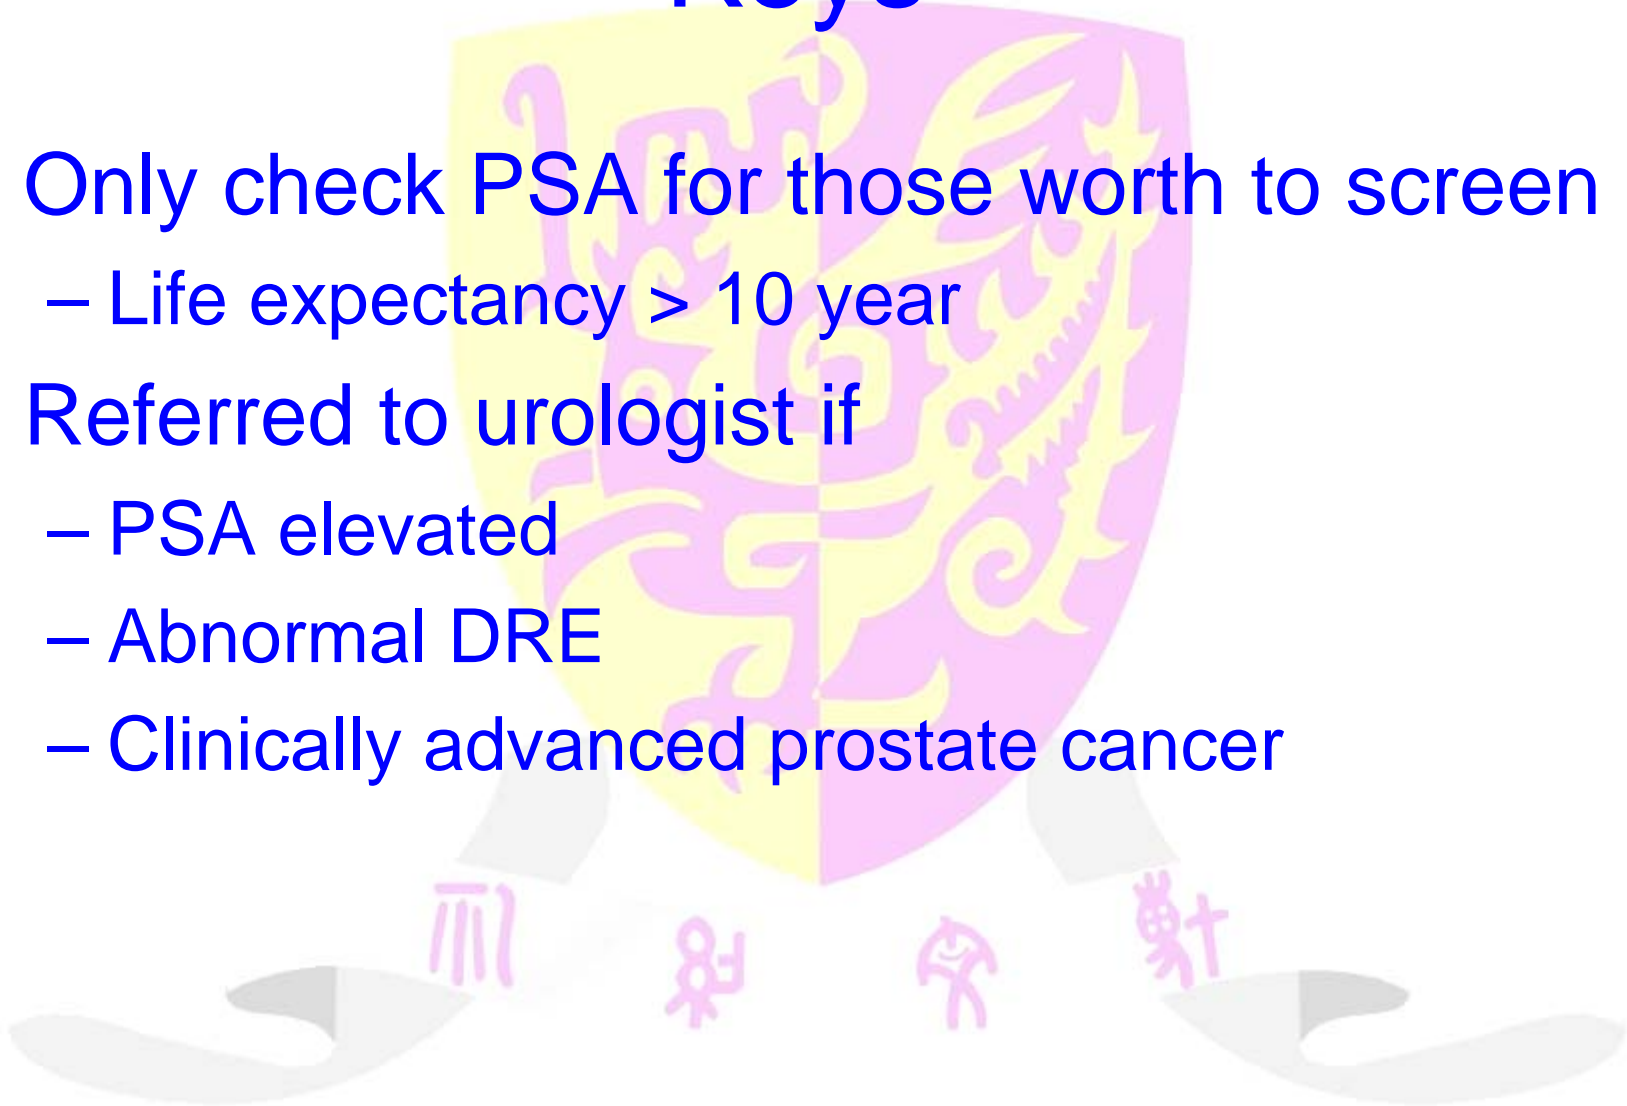 Keys
Only check PSA for those worth to screen
– Life expectancy > 10 year
Referred to urologist if
– PSA elevated
– Abnormal DRE
– Clinically advanced prostate cancer